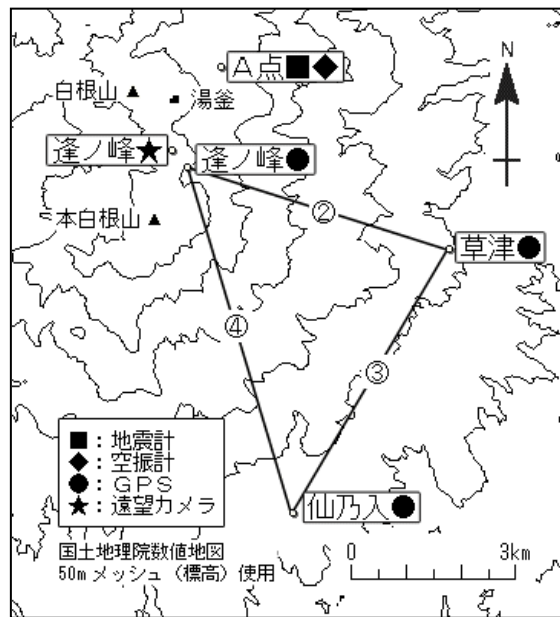 A点■◆
N
白根山▲
湯釜
逢ノ峰★
逢ノ峰●
本白根山▲
②
草津●
④
③
■：地震計
◆：空振計
●：GPS
★：遠望カメラ
仙乃入●
国土地理院数値地図
50mメッシュ（標高）使用
0 3km